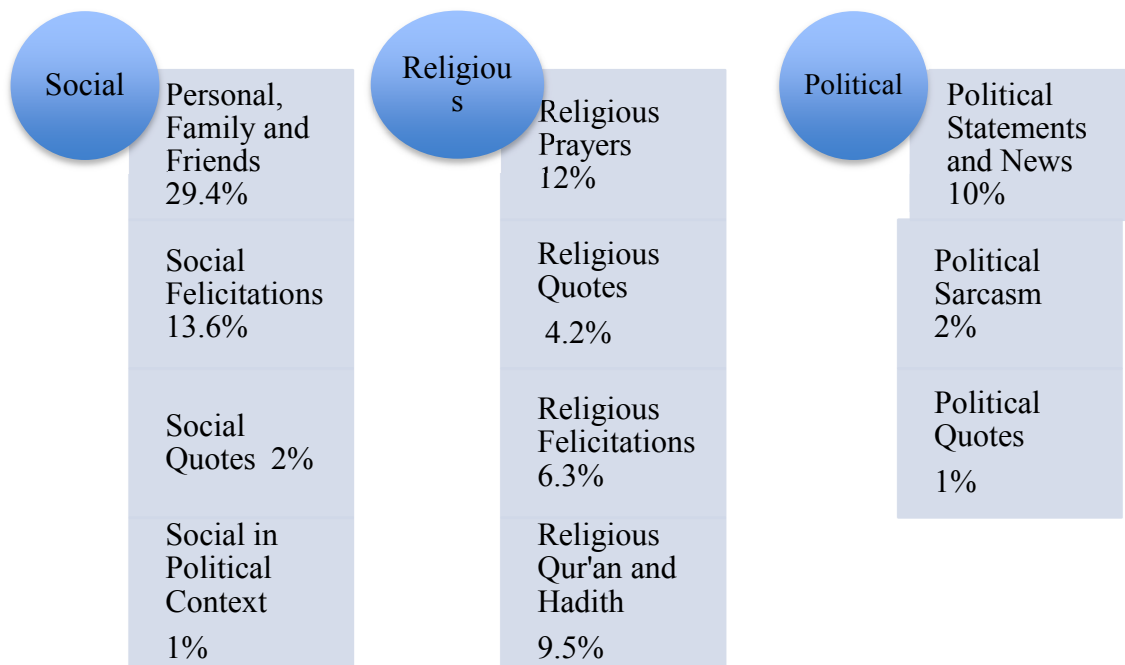 Social
Personal,
Family and
Friends
29.4%
Social
Felicitations
13.6%
Social
Quotes  2%
Social in
Political
Context
1%
Religiou
s
Religious
Prayers
12%
Religious
Quotes
4.2%
Religious
Felicitations
6.3%
Religious
Qur'an and
Hadith
9.5%
Political
Political
Statements
and News
10%
Political
Sarcasm
2%
Political
Quotes
1%